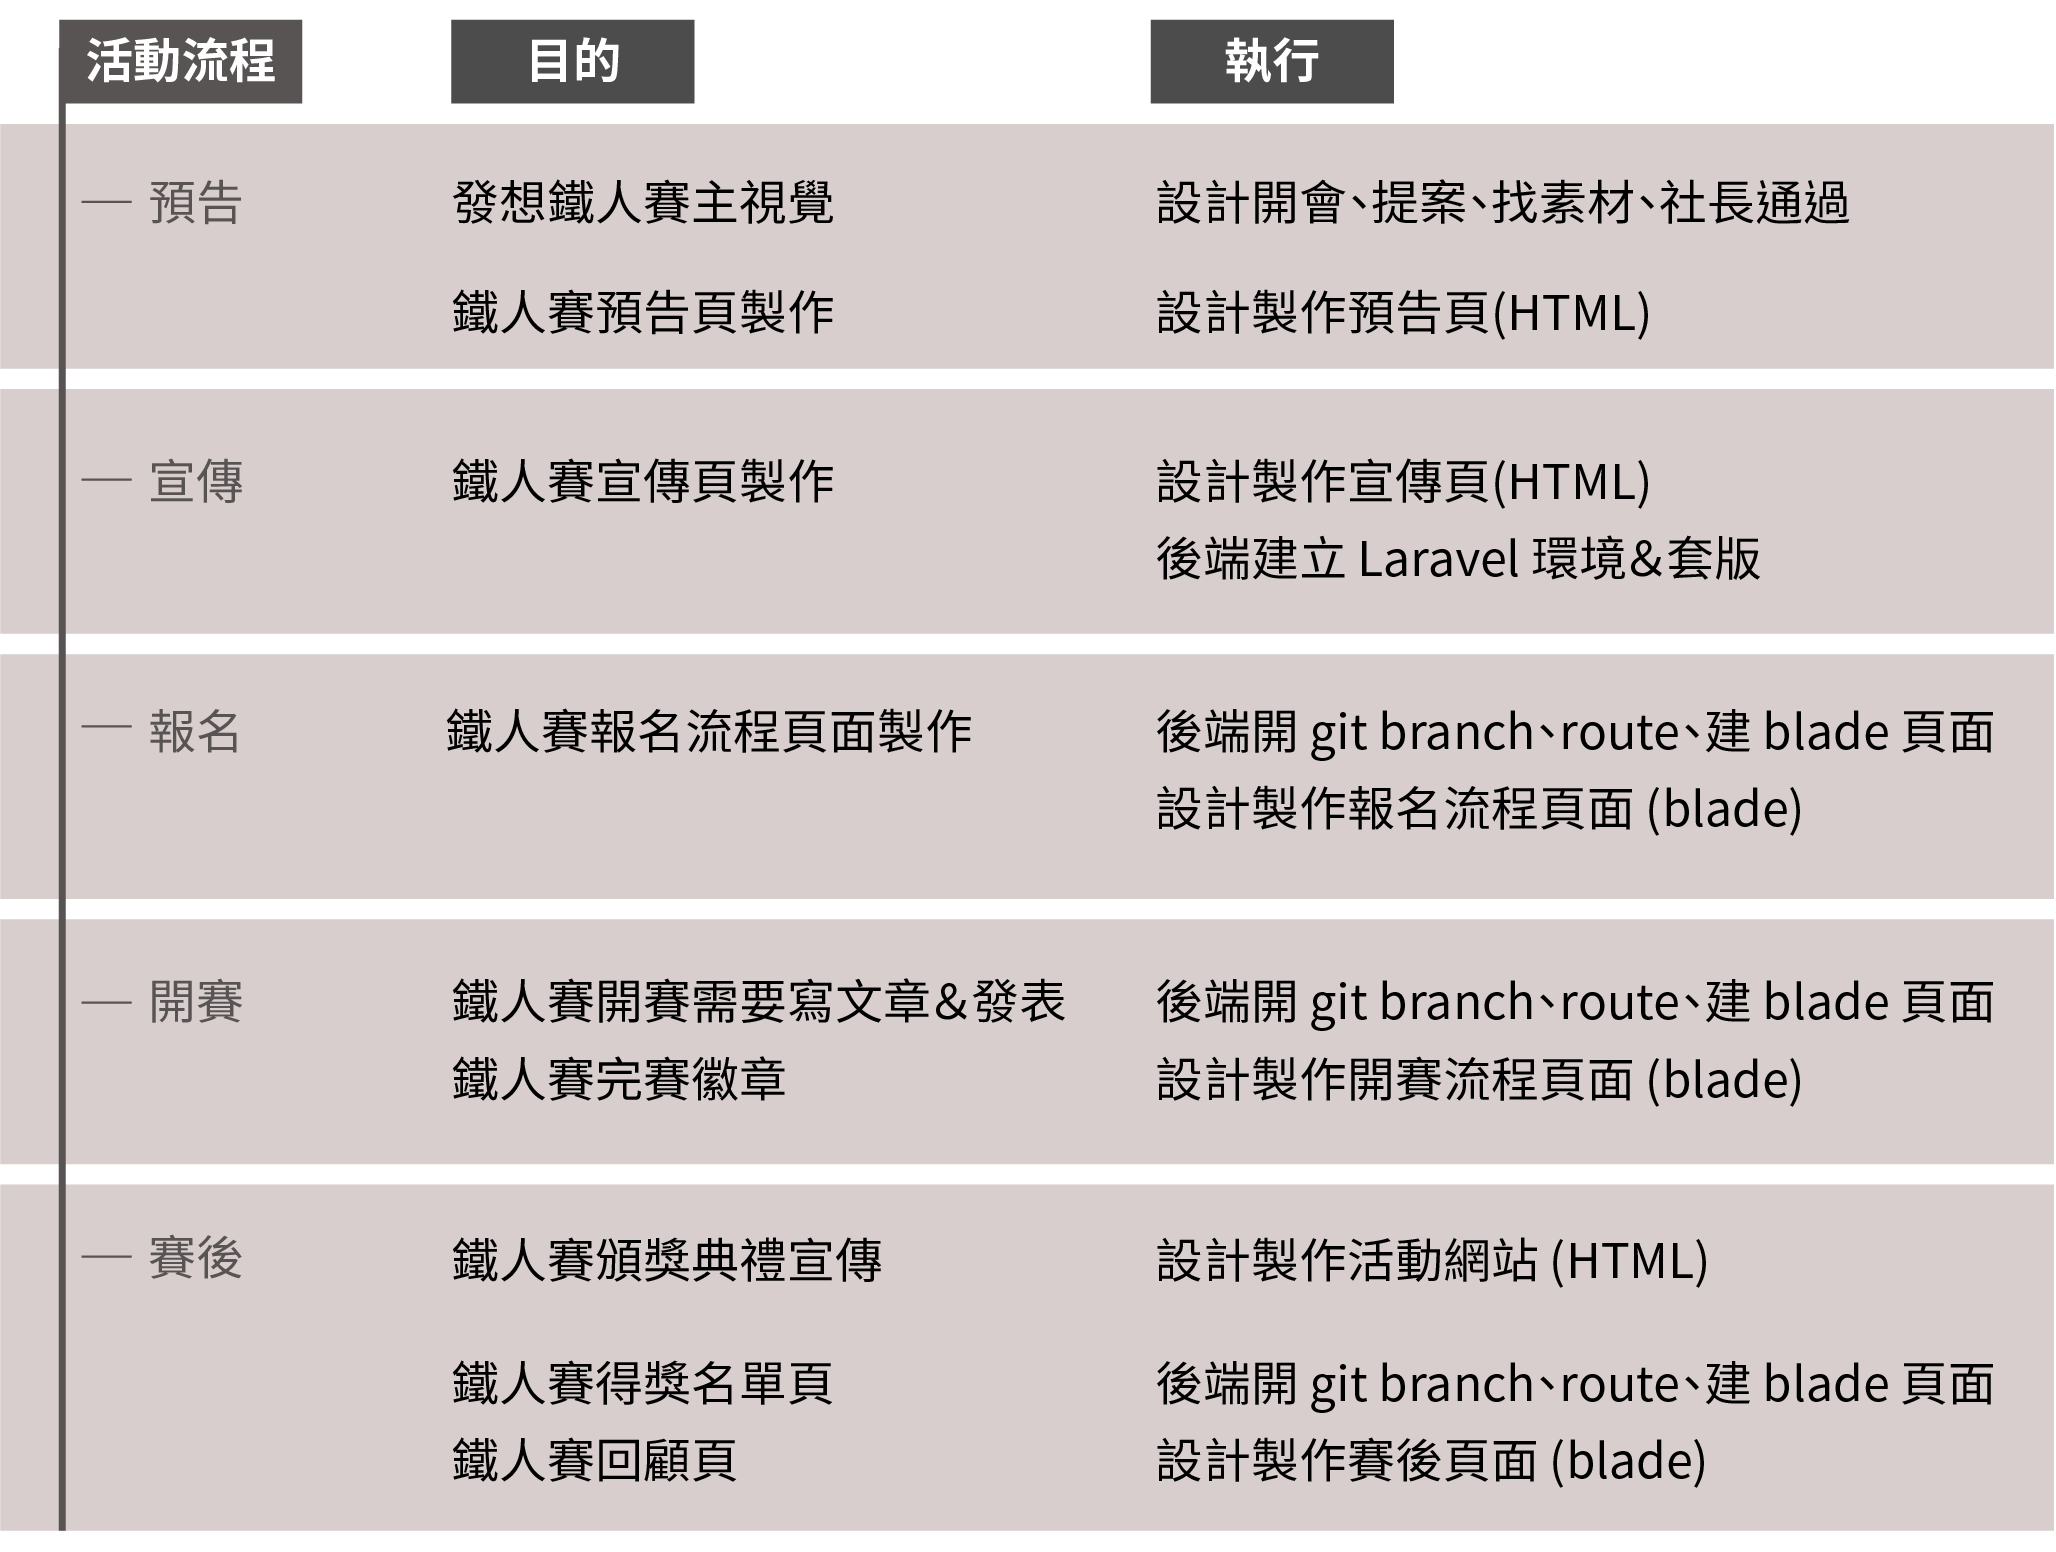 活動流程 目的 執行
預告 發想鐵人賽主視覺 設計開會、提案、找素材、社長通過
鐵人賽預告頁製作 設計製作預告頁(HTML)
宣傳 鐵人賽宣傳頁製作 設計製作宣傳頁(HTML)
後端建立 Laravel 環境&套版
報名 鐵人賽報名流程頁面製作 後端開 git branch、route、建 blade 頁面
設計製作報名流程頁面 (blade)
開賽 鐵人賽開賽需要寫文章&發表 後端開 git branch、route、建 blade 頁面
鐵人賽完賽徽章 設計製作開賽流程頁面 (blade)
賽後 鐵人賽頒獎典禮宣傳 設計製作活動網站 (HTML)
鐵人賽得獎名單頁 後端開 git branch、route、建 blade 頁面
鐵人賽回顧頁 設計製作賽後頁面 (blade)